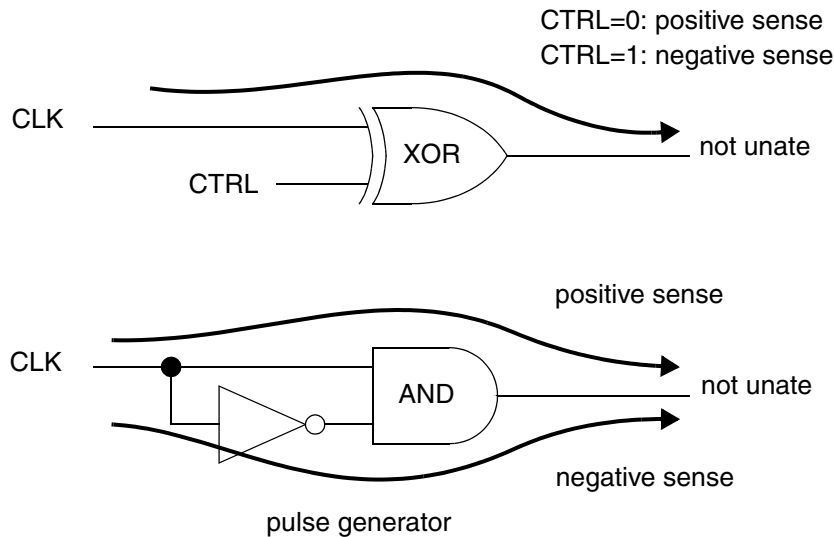 CTRL=0: positive sense
CTRL=1: negative sense
CLK
XOR
not unate
CTRL
positive sense
CLK
AND
not unate
negative sense
pulse generator